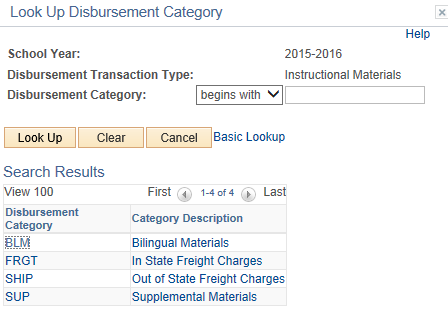 Look Up Disbursement Category
Help
School Year: 2015-2016
Disbursement Transaction Type: Instructional Materials
Disbursement Category: begins with
Look Up Clear Cancel Basic Lookup
Search Results
View 100 First 1-4 of 4 Last
Disbursement Category Category Description
BLM Bilingual Materials
FRGT In State Freight Charges
SHIP Out of State Freight Charges
SUP Supplemental Materials